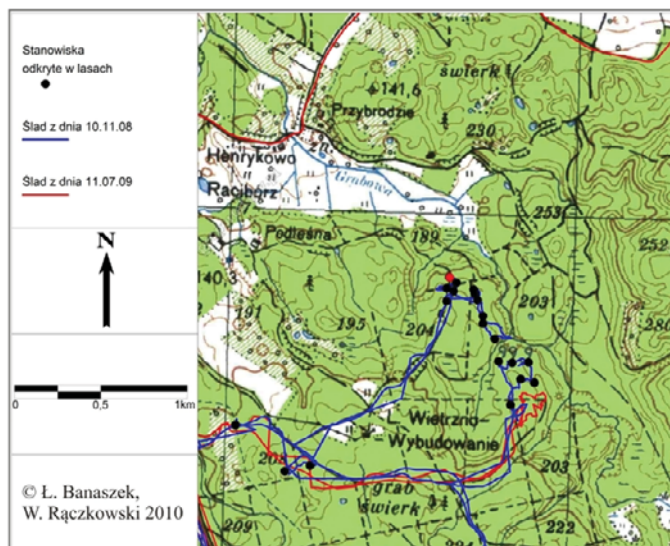 Stanowiska
odkryte w lasach
Ślad z dnia 10.11.08
Ślad z dnia 11.07.09
N
0 0,5 1km
© Ł. Banaszek,
W. Rączkowski 2010
świerk
141,6
Przybrodzie
230
Henrykowo
Grabowa
Racibórz
253
Podleśna
189
252
140,3
203
191
195
204
Wietrzno-
Wybudowanie
208
203
grab
świerk
209
222